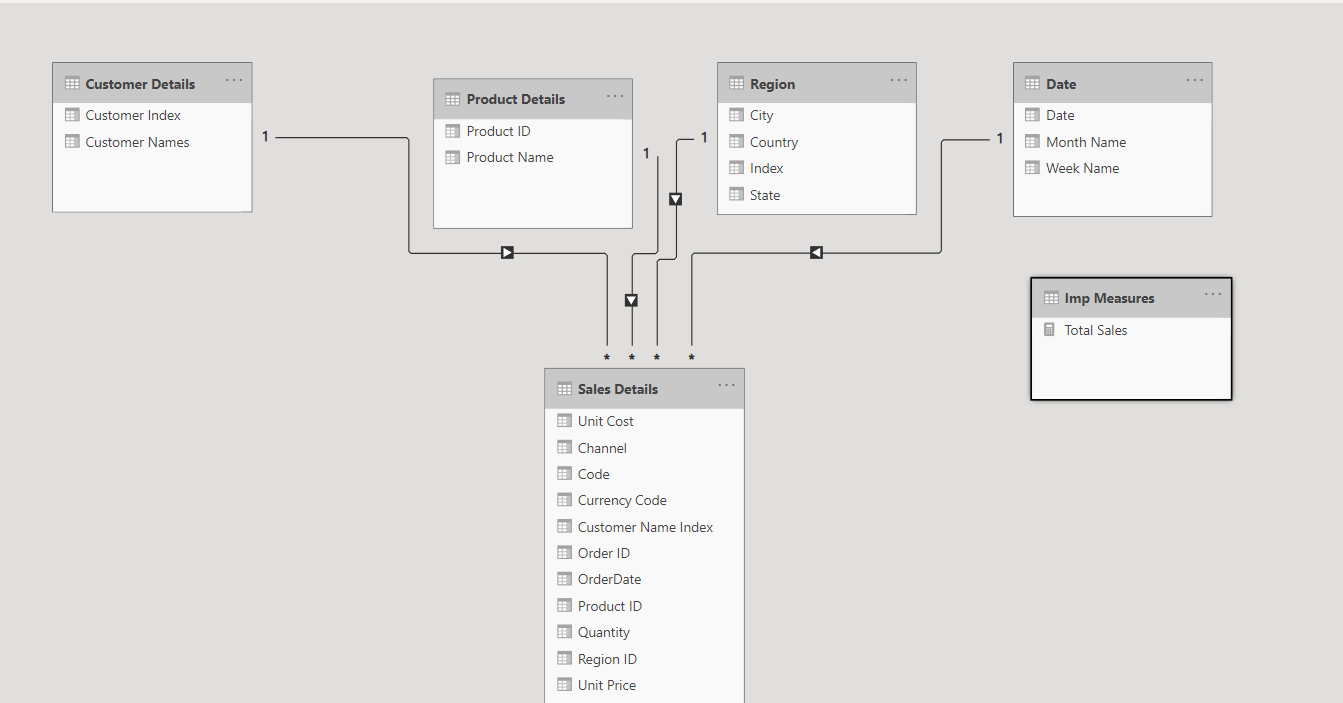 Customer Details
Customer Index
Customer Names
1
Product Details
Product ID
Product Name
1
Region
City
Country
Index
State
1
Date
Date
Month Name
Week Name
1
Imp Measures
Total Sales
* * * *
Sales Details
Unit Cost
Channel
Code
Currency Code
Customer Name Index
Order ID
OrderDate
Product ID
Quantity
Region ID
Unit Price